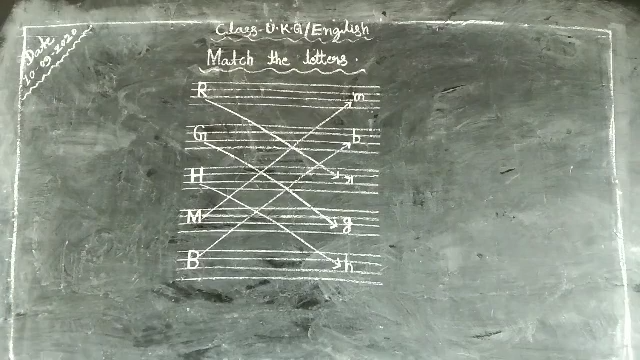 Date
10-09-2020
Class-U.K.G/English
Match the letters.
R m
G b
H r
M g
B h